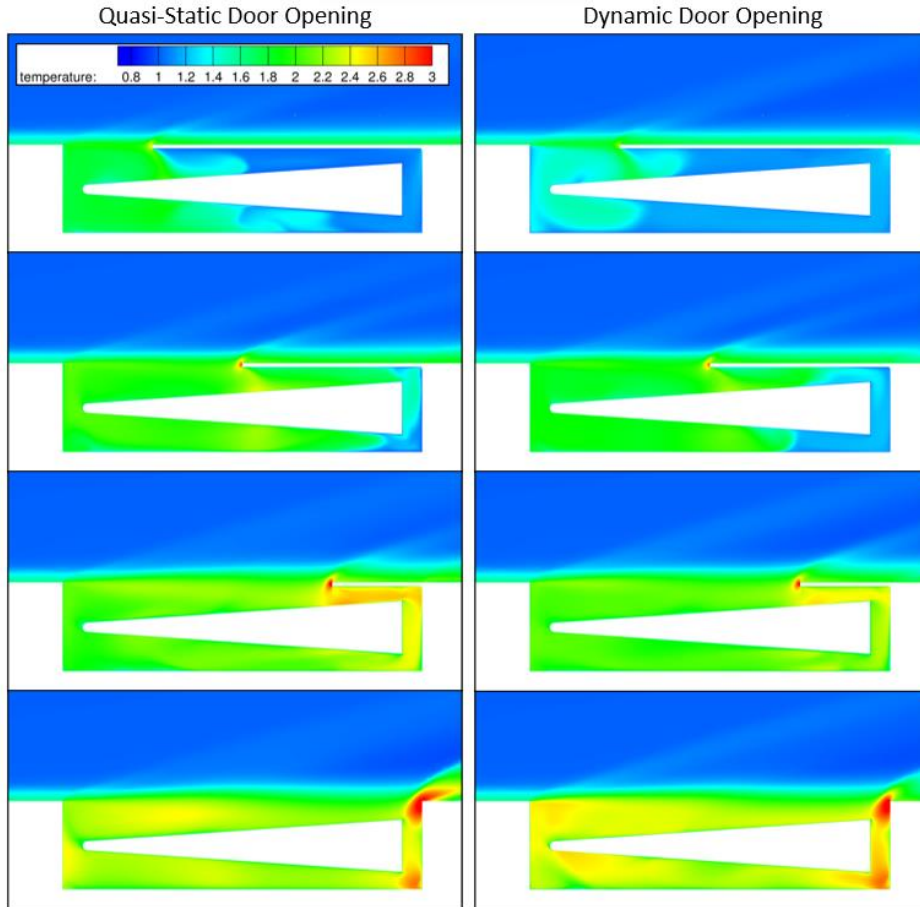 Quasi-Static Door Opening
Dynamic Door Opening
temperature: 0.8 1 1.2 1.4 1.6 1.8 2 2.2 2.4 2.6 2.8 3